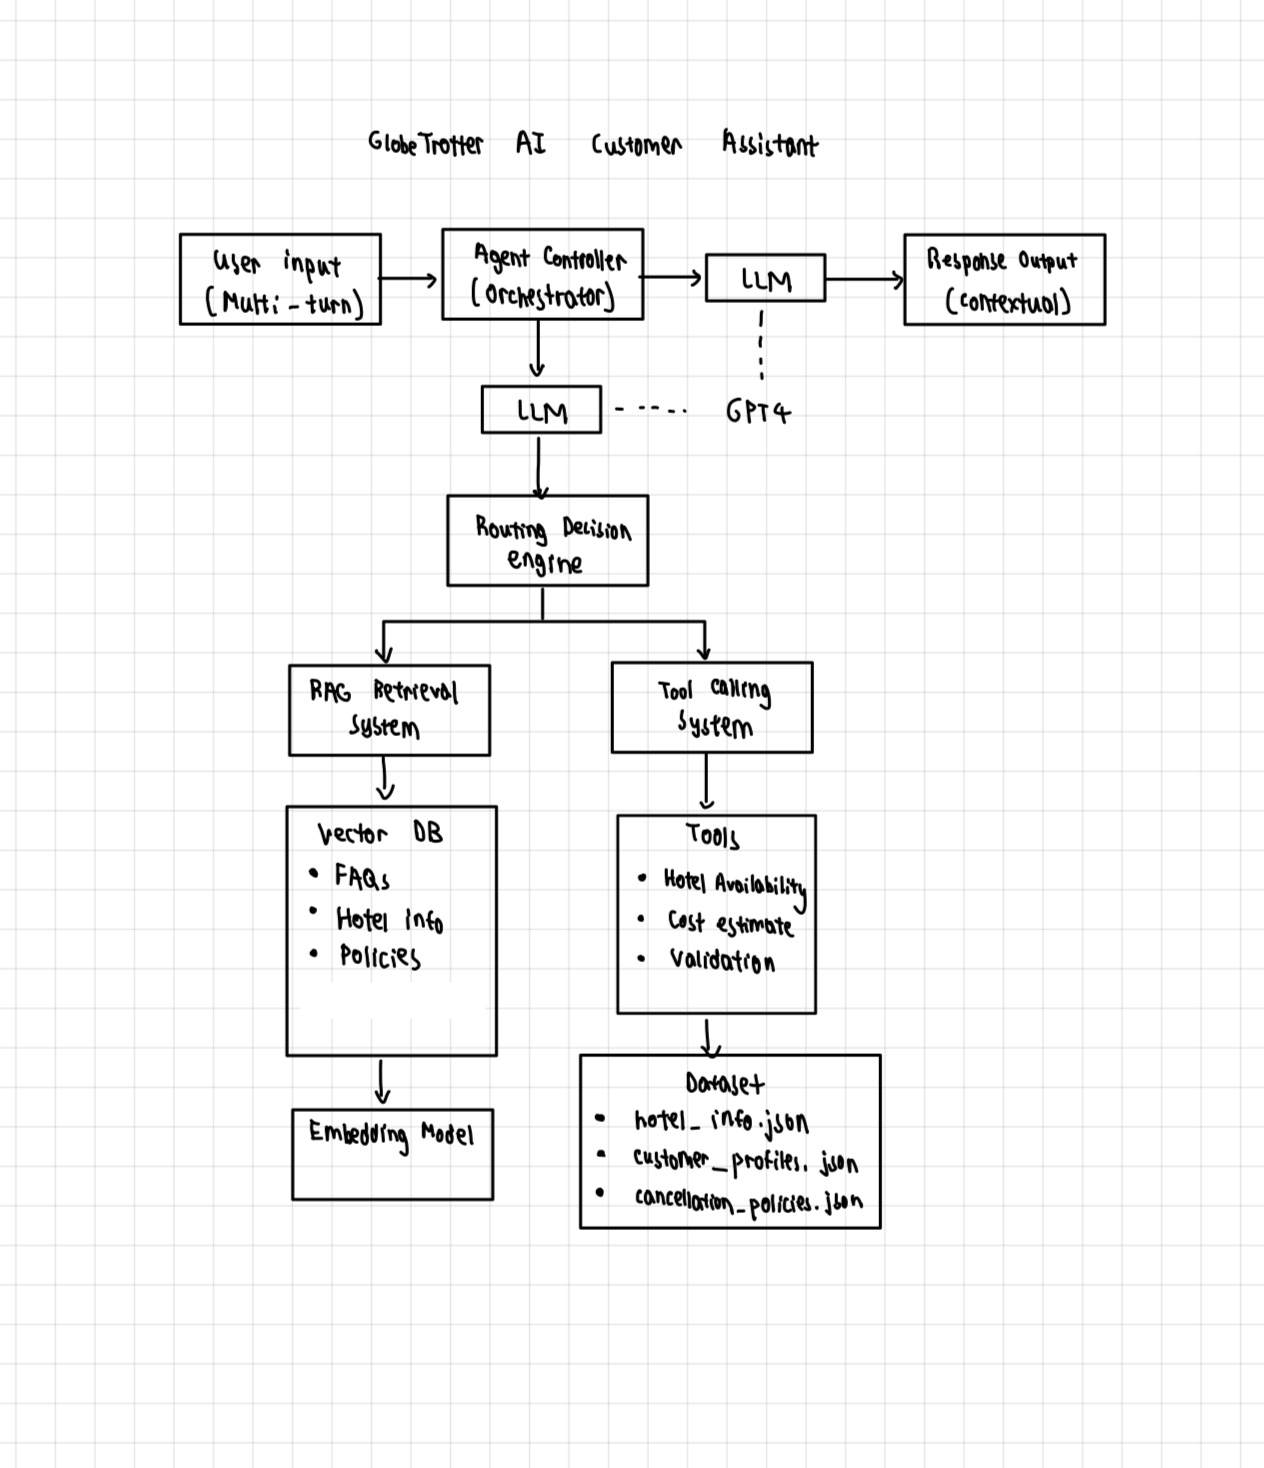 GlobeTrotter AI Customer Assistant
User input
(Multi-turn)
Agent Controller
(Orchestrator)
LLM
Response Output
(contextual)
LLM
GPT4
Routing Decision
engine
RAG Retrieval
System
Tool calling
System
Vector DB
• FAQs
• Hotel info
• Policies
Tools
• Hotel Availability
• Cost estimate
• Validation
Embedding Model
Dataset
• hotel_info.json
• customer_profiles.json
• cancellation_policies.json